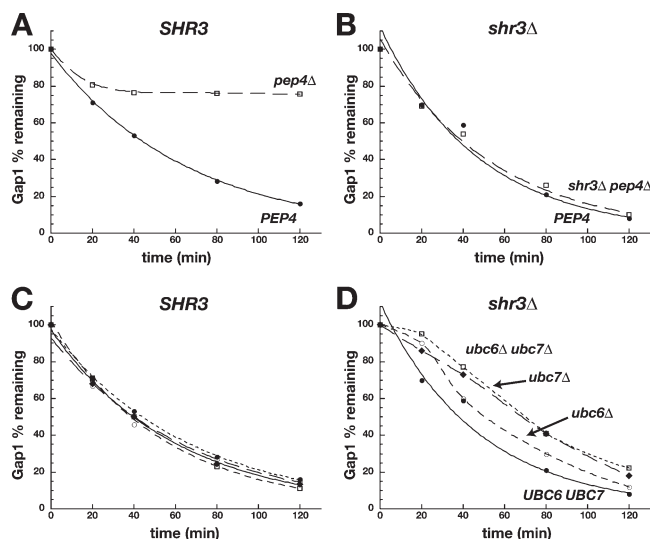 A
SHR3
Gap1 % remaining
100
80
60
40
20
0
pep4Δ
PEP4
0 20 40 60 80 100 120
time (min)
B
shr3Δ
Gap1 % remaining
100
80
60
40
20
0
shr3Δ pep4Δ
PEP4
0 20 40 60 80 100 120
time (min)
C
SHR3
Gap1 % remaining
100
80
60
40
20
0
0 20 40 60 80 100 120
time (min)
D
shr3Δ
Gap1 % remaining
100
80
60
40
20
0
ubc6Δ ubc7Δ
ubc7Δ
ubc6Δ
UBC6 UBC7
0 20 40 60 80 100 120
time (min)